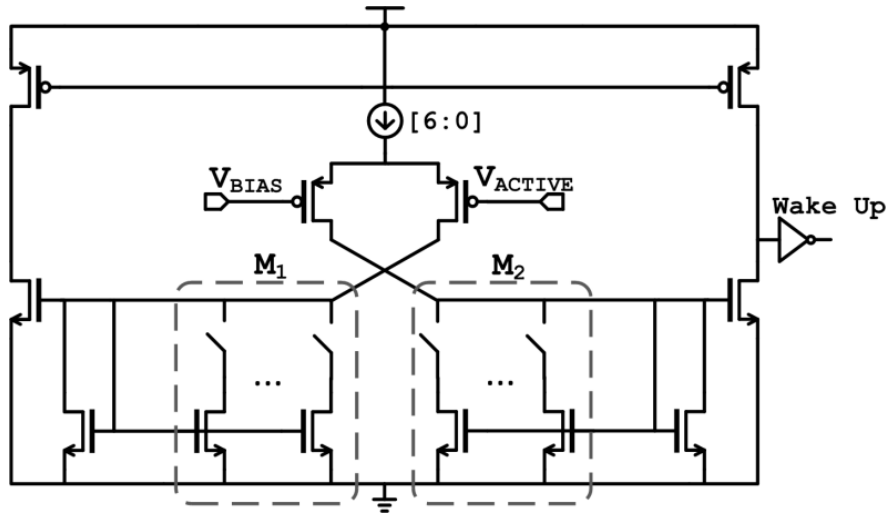 [6:0]
VBIAS
VACTIVE
Wake Up
M1
M2
...
...